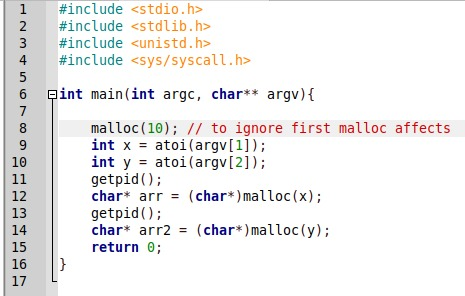 1 #include <stdio.h>
2 #include <stdlib.h>
3 #include <unistd.h>
4 #include <sys/syscall.h>
5
6 int main(int argc, char** argv){
7
8 malloc(10); // to ignore first malloc affects
9 int x = atoi(argv[1]);
10 int y = atoi(argv[2]);
11 getpid();
12 char* arr = (char*)malloc(x);
13 getpid();
14 char* arr2 = (char*)malloc(y);
15 return 0;
16 }
17